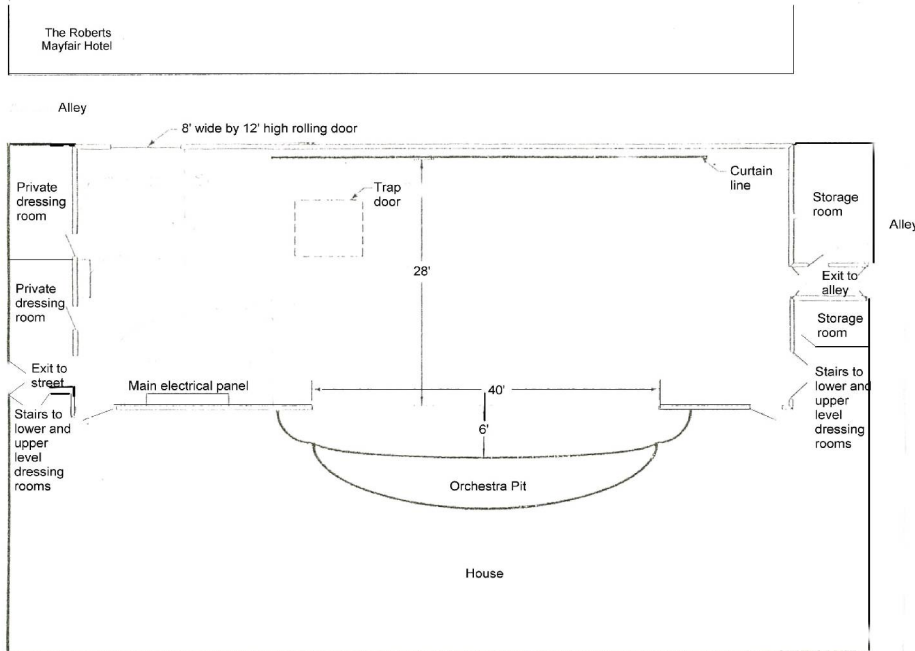 The Roberts
Mayfair Hotel
Alley
8' wide by 12' high rolling door
Private
dressing
room
Trap
door
Curtain
line
Storage
room
Alley
28'
Exit to
alley
Private
dressing
room
Storage
room
Exit to
street
Main electrical panel
40'
Stairs to
lower and
upper
level
dressing
rooms
Stairs to
lower and
upper
level
dressing
rooms
6'
Orchestra Pit
House